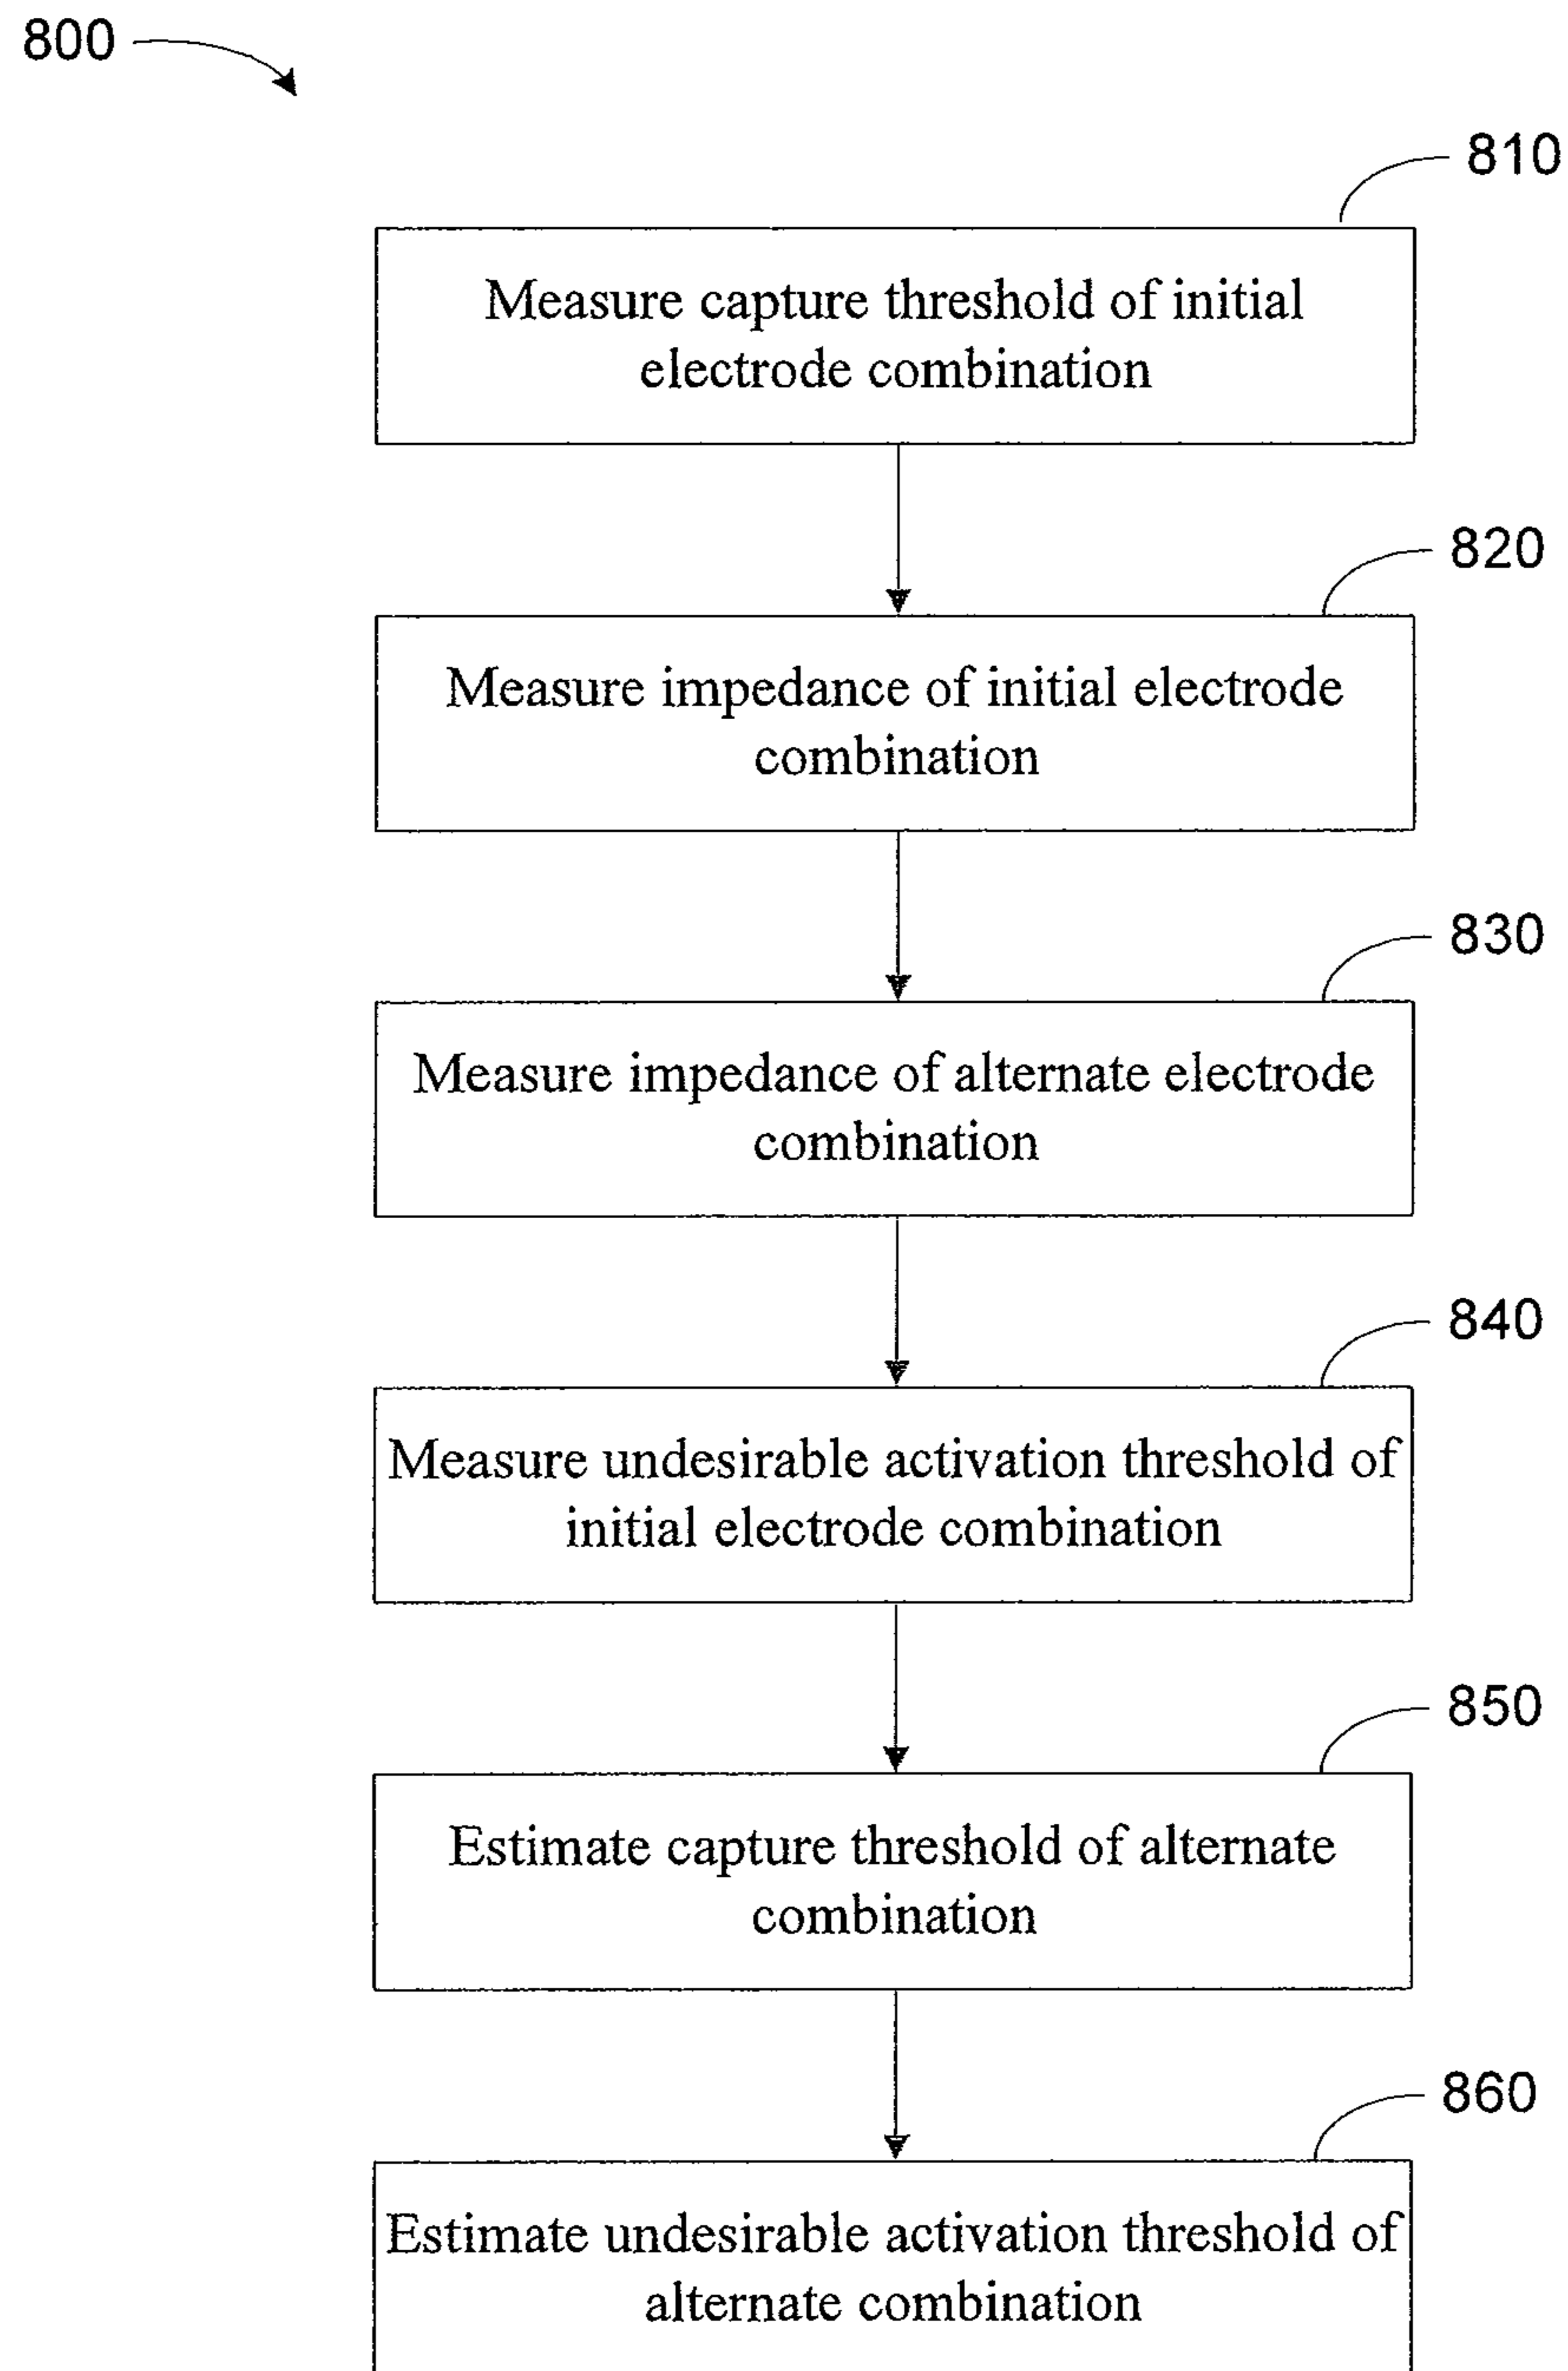 800
810
Measure capture threshold of initial
electrode combination
820
Measure impedance of initial electrode
combination
830
Measure impedance of alternate electrode
combination
840
Measure undesirable activation threshold of
initial electrode combination
850
Estimate capture threshold of alternate
combination
860
Estimate undesirable activation threshold of
alternate combination